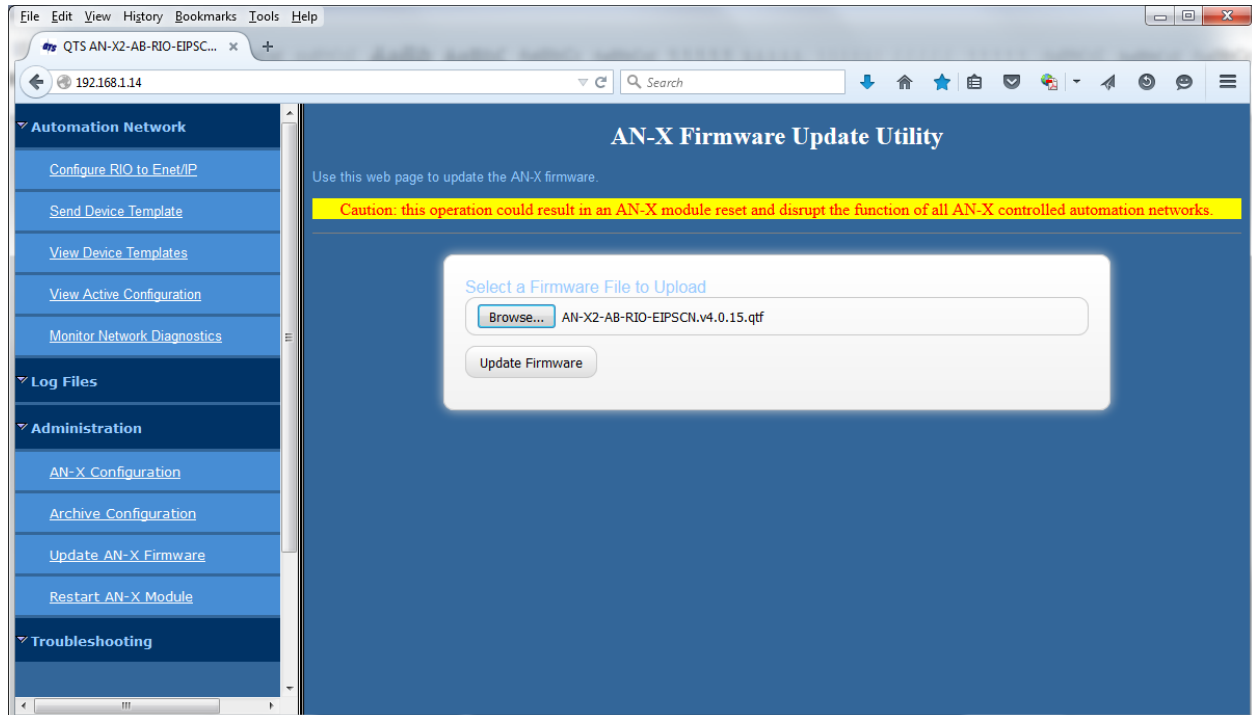 File Edit View History Bookmarks Tools Help
QTS AN-X2-AB-RIO-EIPSC...
192.168.1.14
Search
Automation Network
Configure RIO to Enet/IP
Send Device Template
View Device Templates
View Active Configuration
Monitor Network Diagnostics
Log Files
Administration
AN-X Configuration
Archive Configuration
Update AN-X Firmware
Restart AN-X Module
Troubleshooting
AN-X Firmware Update Utility
Use this web page to update the AN-X firmware.
Caution: this operation could result in an AN-X module reset and disrupt the function of all AN-X controlled automation networks.
Select a Firmware File to Upload
Browse... AN-X2-AB-RIO-EIPSCN.v4.0.15.qtf
Update Firmware